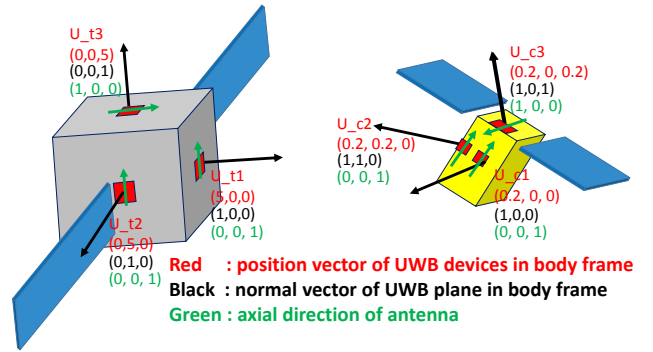 U_t3
(0,0,5)
(0,0,1)
(1, 0, 0)
U_t1
(5,0,0)
(1,0,0)
(0, 0, 1)
U_t2
(0,5,0)
(0,1,0)
(0, 0, 1)
U_c3
(0.2, 0, 0.2)
(1,0,1)
(1, 0, 0)
U_c2
(0.2, 0.2, 0)
(1,1,0)
(0, 0, 1)
U_c1
(0.2, 0, 0)
(1,0,0)
(0, 0, 1)
Red : position vector of UWB devices in body frame
Black : normal vector of UWB plane in body frame
Green : axial direction of antenna